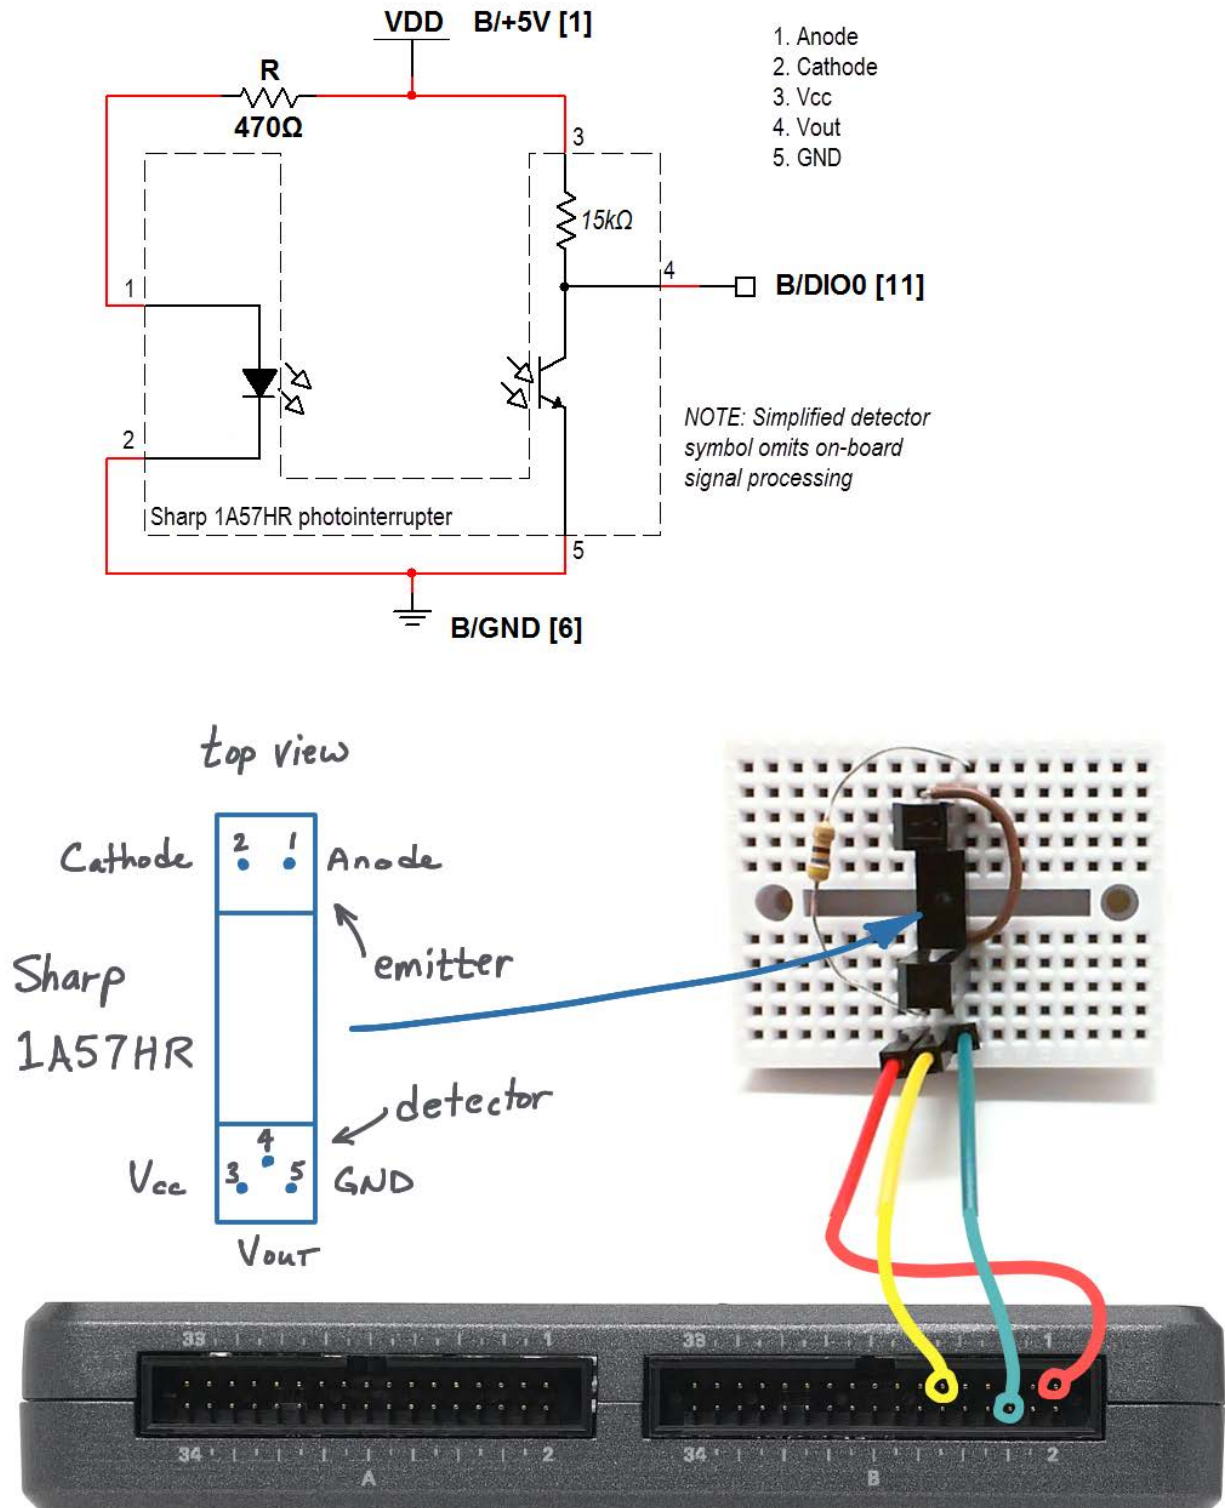 VDD B/+5V [1]
1. Anode
2. Cathode
3. Vcc
4. Vout
5. GND
R
470Ω
3
15kΩ
1
4
B/DIO0 [11]
2
NOTE: Simplified detector
symbol omits on-board
signal processing
Sharp 1A57HR photointerrupter
5
B/GND [6]
top view
Cathode 2 1 Anode
emitter
Sharp
1A57HR
detector
4
Vcc 3 5 GND
VOUT
33 1 33 1
34 2 34 2
A B